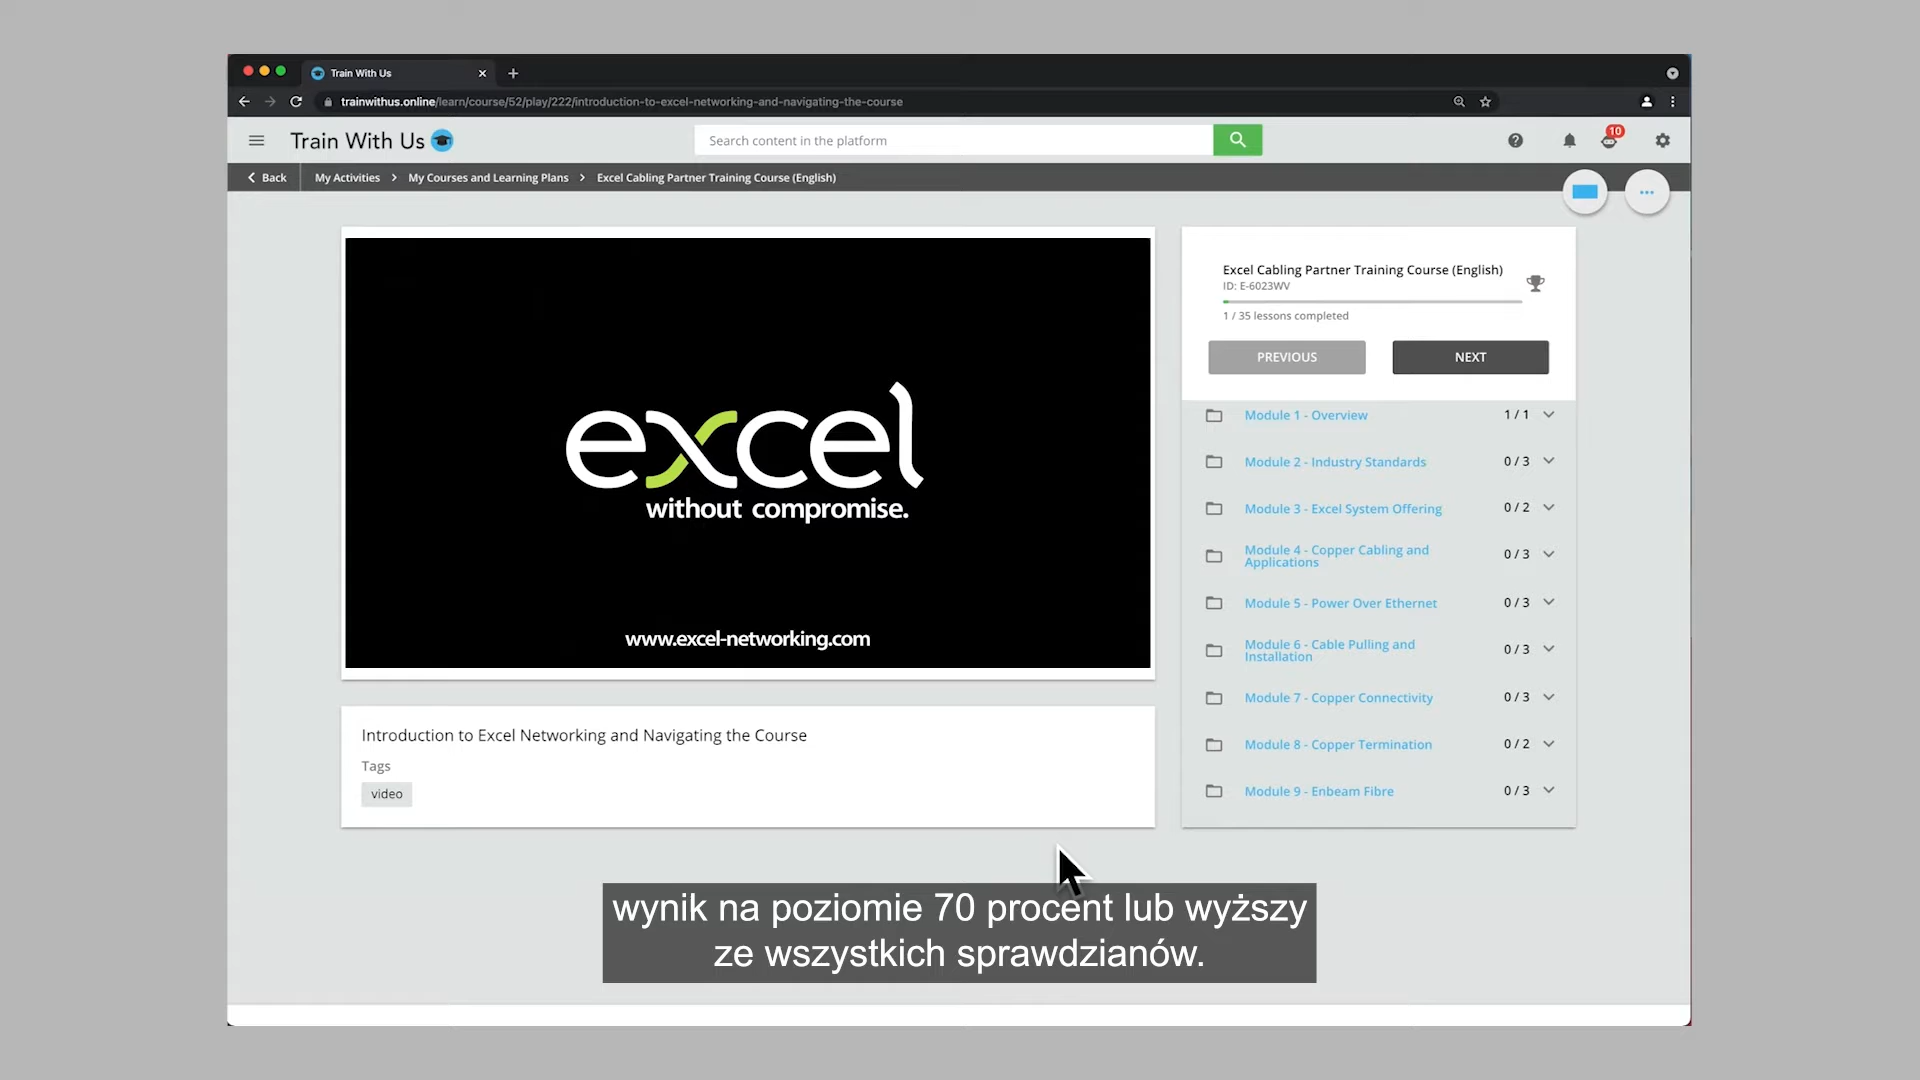 Train With Us
trainwithus.online/learn/course/52/play/222/introduction-to-excel-networking-and-navigating-the-course
Train With Us
Search content in the platform
10
Back
My Activities > My Courses and Learning Plans > Excel Cabling Partner Training Course (English)
excel
without compromise.
www.excel-networking.com
Introduction to Excel Networking and Navigating the Course
Tags
video
Excel Cabling Partner Training Course (English)
ID: E-6023WV
1 / 35 lessons completed
PREVIOUS
NEXT
Module 1 - Overview 1 / 1
Module 2 - Industry Standards 0 / 3
Module 3 - Excel System Offering 0 / 2
Module 4 - Copper Cabling and
Applications 0 / 3
Module 5 - Power Over Ethernet 0 / 3
Module 6 - Cable Pulling and
Installation 0 / 3
Module 7 - Copper Connectivity 0 / 3
Module 8 - Copper Termination 0 / 2
Module 9 - Enbeam Fibre 0 / 3
wynik na poziomie 70 procent lub wyższy
ze wszystkich sprawdzianów.